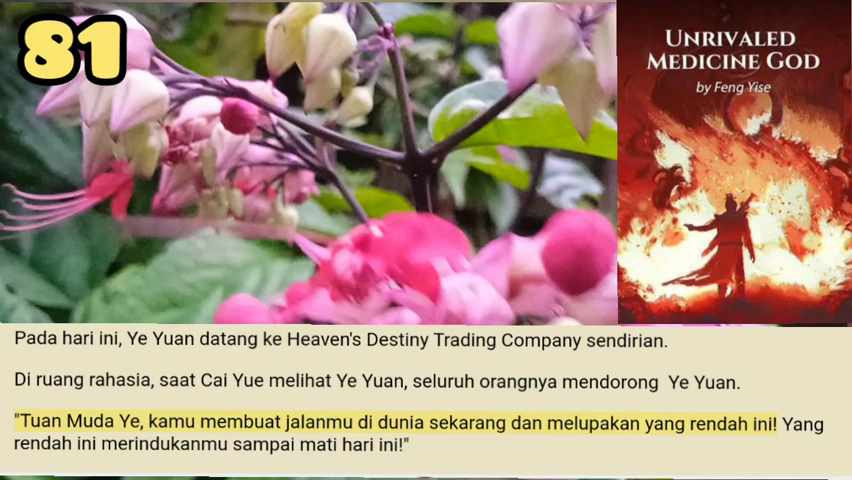 81
UNRIVALED
MEDICINE GOD
by Feng Yise
Pada hari ini, Ye Yuan datang ke Heaven's Destiny Trading Company sendirian.
Di ruang rahasia, saat Cai Yue melihat Ye Yuan, seluruh orangnya mendorong Ye Yuan.
"Tuan Muda Ye, kamu membuat jalanmu di dunia sekarang dan melupakan yang rendah ini! Yang
rendah ini merindukanmu sampai mati hari ini!"